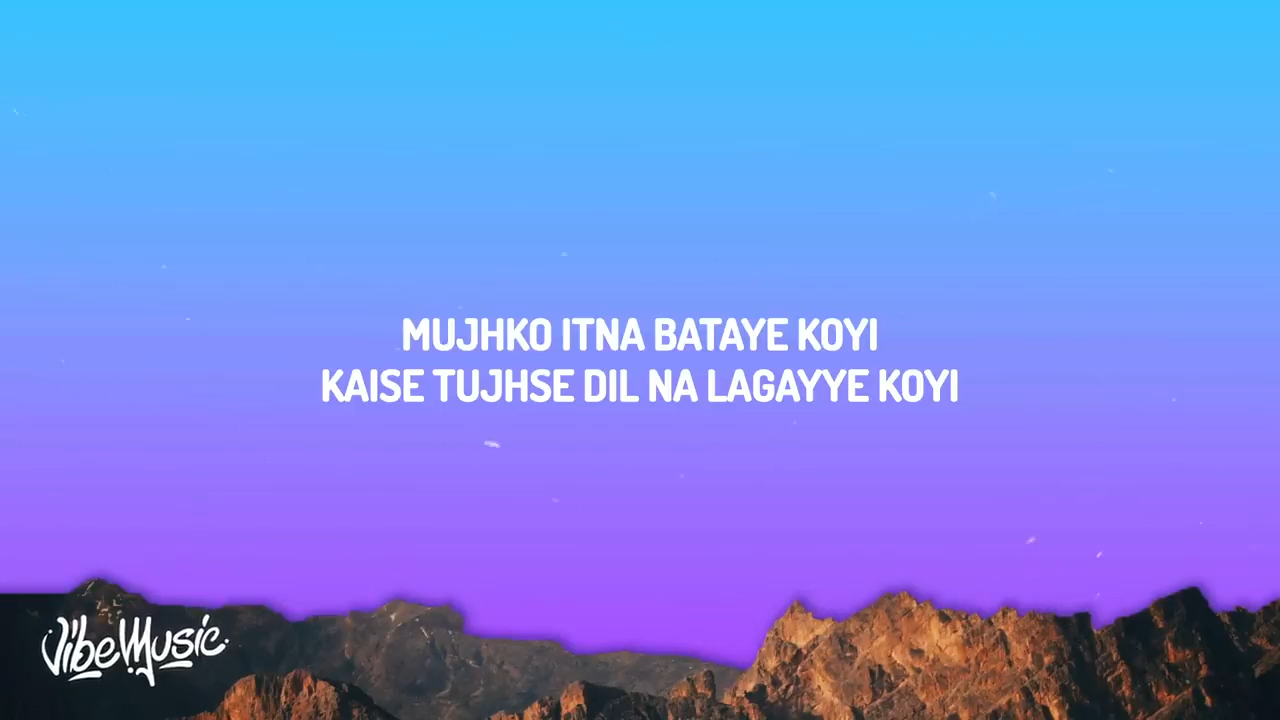 MUJHKO ITNA BATAYE KOYI
KAISE TUJHSE DIL NA LAGAYYE KOYI
VibeMusic